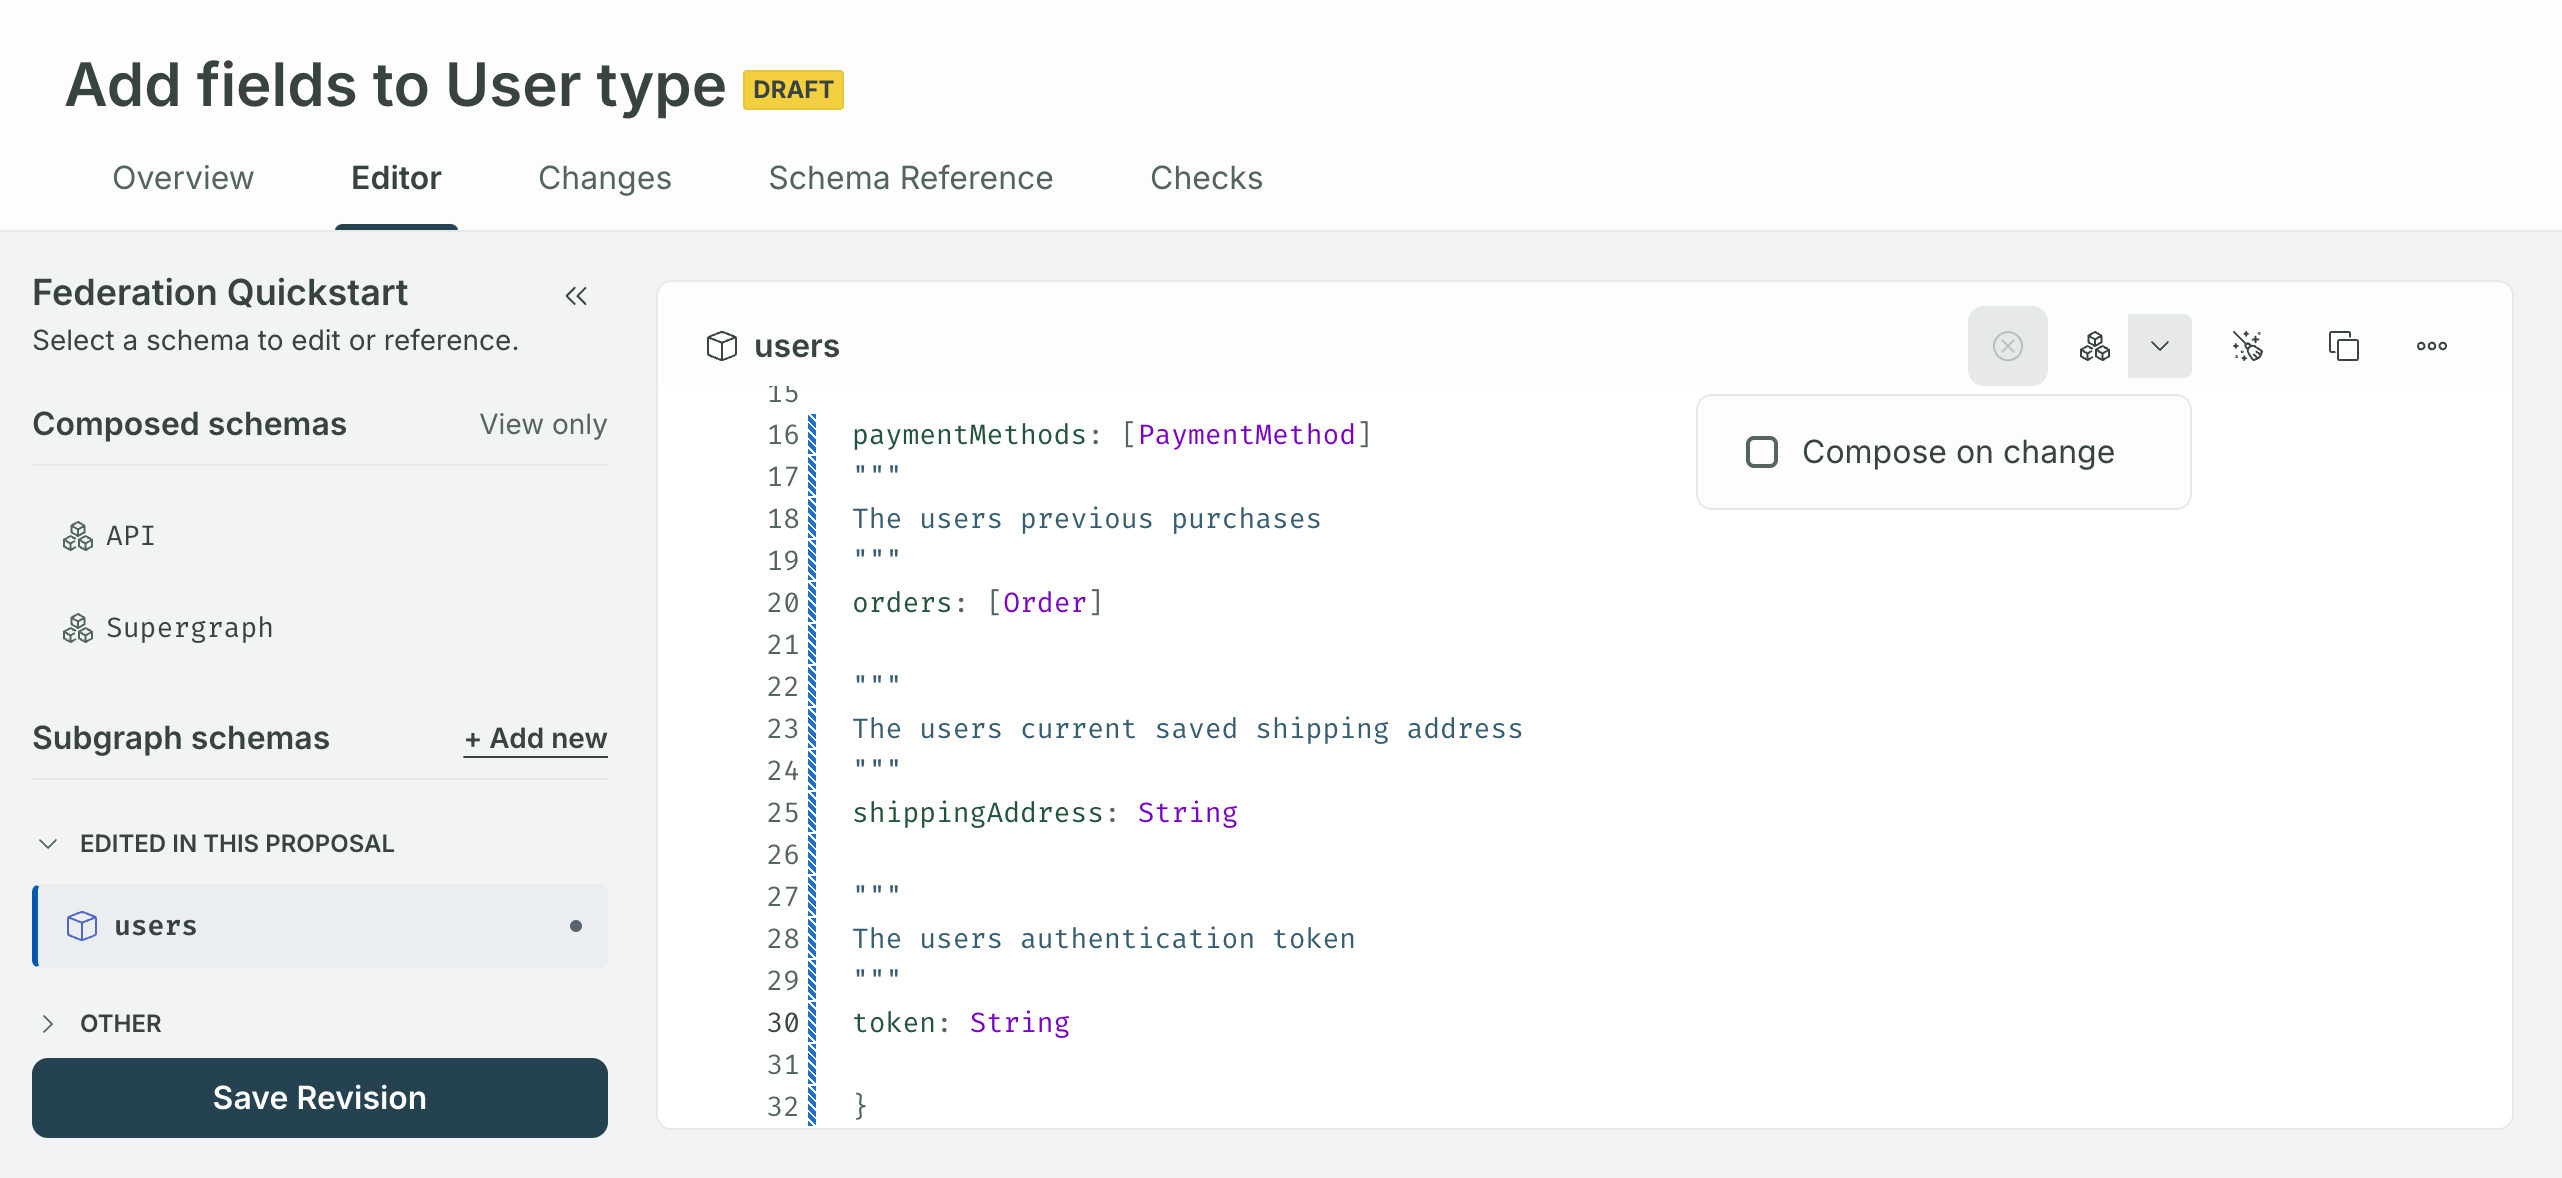 Add fields to User type DRAFT
Overview Editor Changes Schema Reference Checks
Federation Quickstart
Select a schema to edit or reference.
Composed schemas View only
API
Supergraph
Subgraph schemas + Add new
EDITED IN THIS PROPOSAL
users
OTHER
Save Revision
users
Compose on change
15
16 paymentMethods: [PaymentMethod]
17 """
18 The users previous purchases
19 """
20 orders: [Order]
21
22 """
23 The users current saved shipping address
24 """
25 shippingAddress: String
26
27 """
28 The users authentication token
29 """
30 token: String
31
32 }